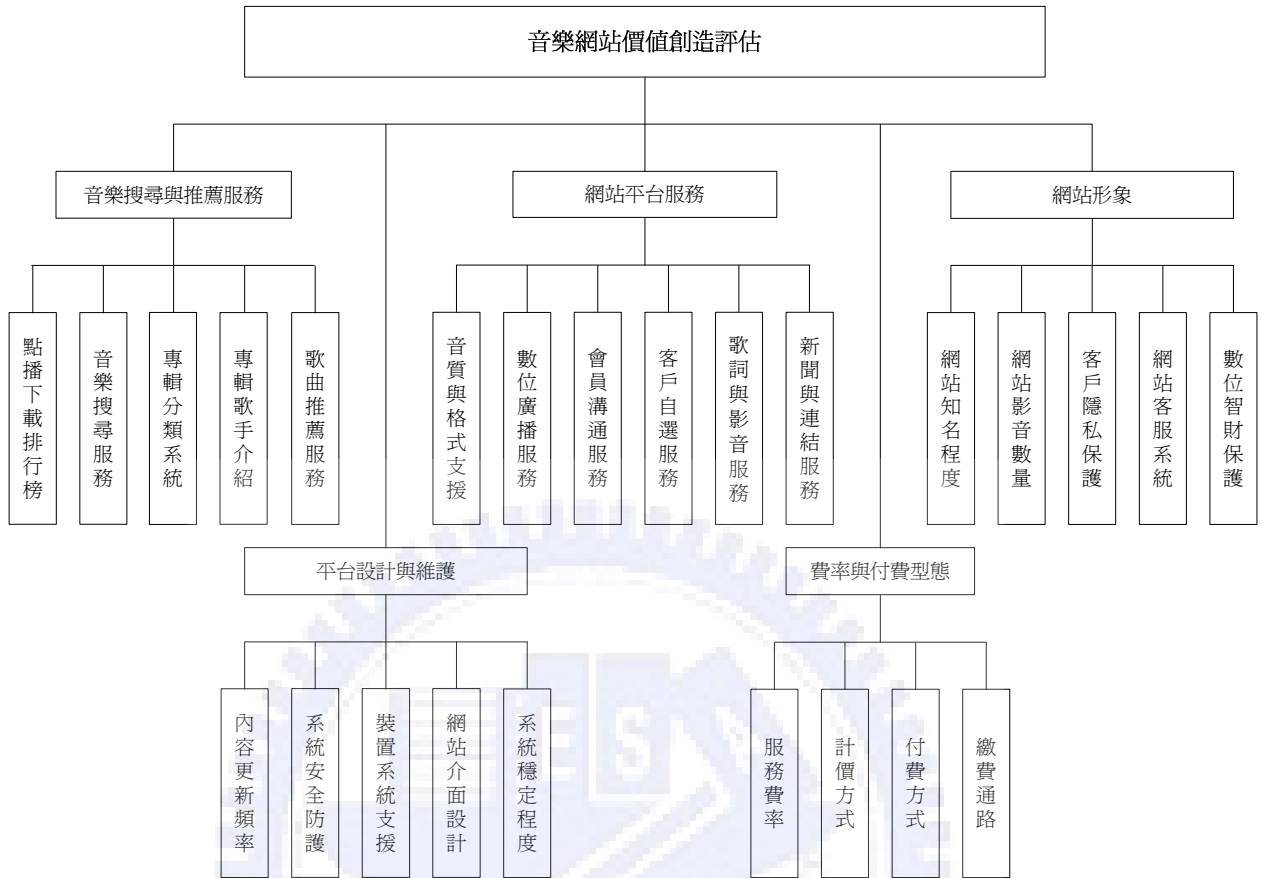 音樂網站價值創造評估
音樂搜尋與推薦服務
網站平台服務
網站形象
點播下載排行榜
音樂搜尋服務
專輯分類系統
專輯歌手介紹
歌曲推薦服務
音質與格式支援
數位廣播服務
會員溝通服務
客戶自選服務
歌詞與影音服務
新聞與連結服務
網站知名程度
網站影音數量
客戶隱私保護
網站客服系統
數位智財保護
平台設計與維護
費率與付費型態
內容更新頻率
系統安全防護
裝置系統支援
網站介面設計
系統穩定程度
服務費率
計價方式
付費方式
繳費通路